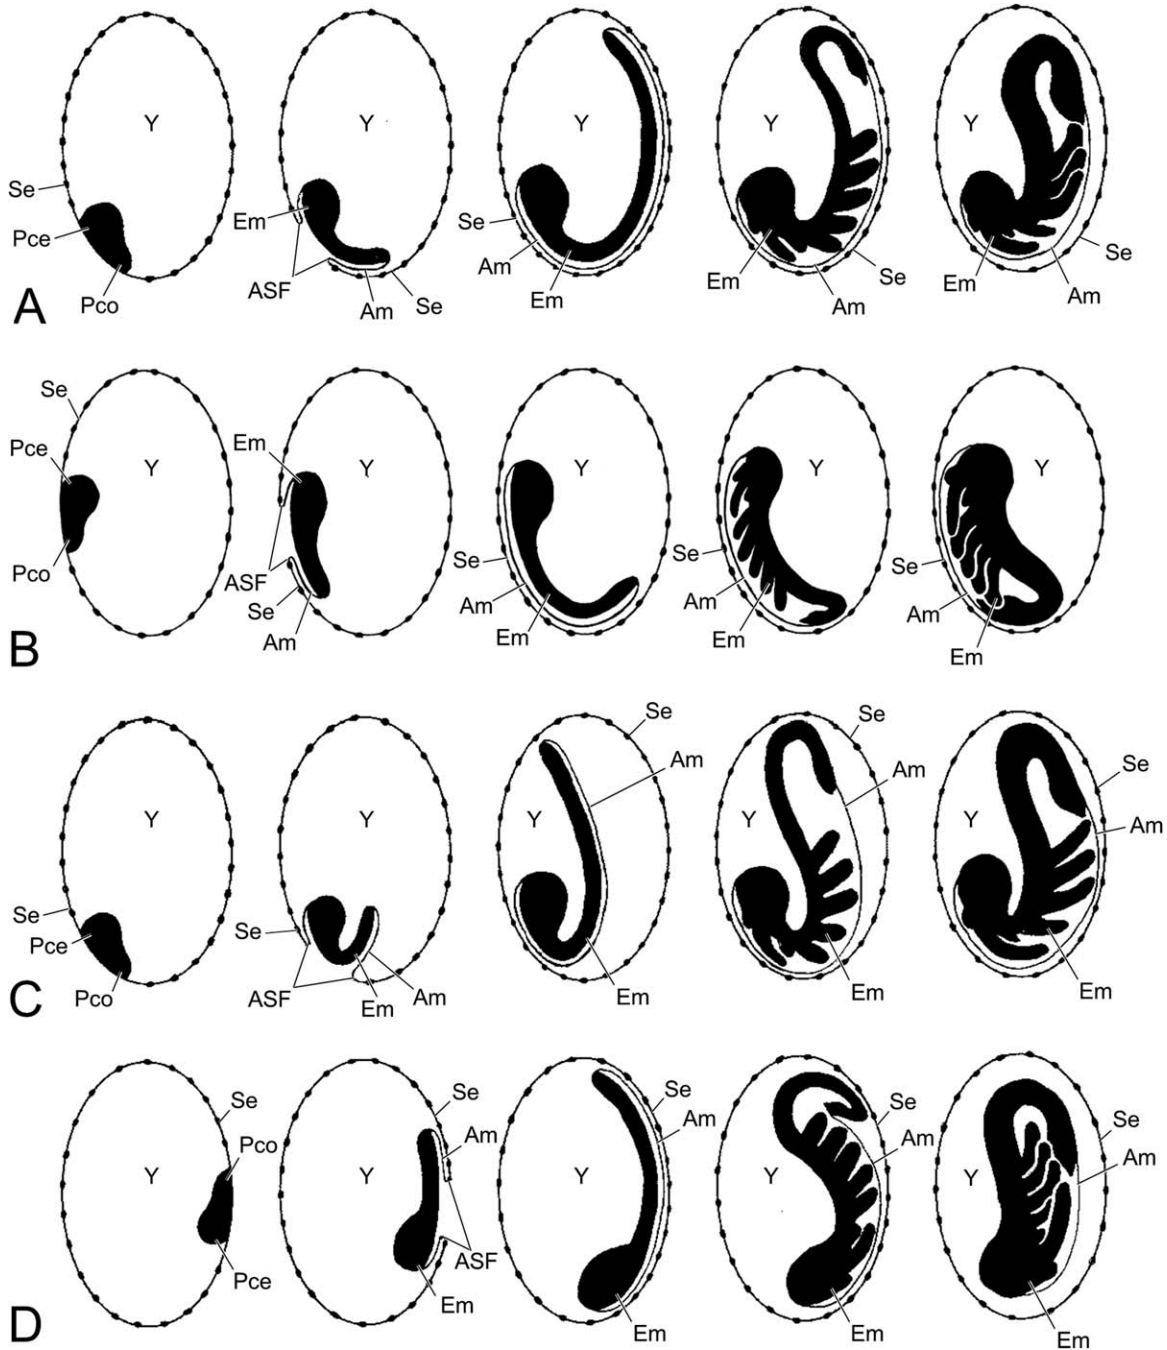 Y Y Y Y Y
Se Pce Pco Em ASF Am Se Se Am Em Em Am Se Em Am Se
A
Se Pce Pco Y Em ASF Se Am Y Se Am Em Y Se Am Em Y Se Am Em Y
B
Se Pce Pco Y Se ASF Em Am Y Se Am Em Y Se Am Em Y Se Am Em Y
C
Se Pco Pce Y Se Am ASF Em Y Se Am Em Y Se Am Em Y Se Am Em Y
D